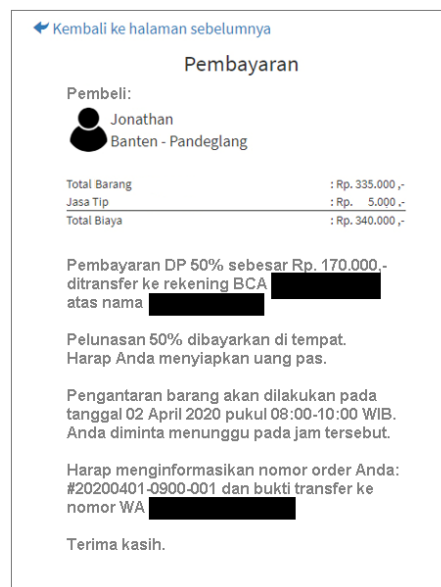 Kembali ke halaman sebelumnya
Pembayaran
Pembeli:
Jonathan
Banten - Pandeglang
Total Barang : Rp. 335.000 ,-
Jasa Tip : Rp. 5.000 ,-
Total Biaya : Rp. 340.000 ,-
Pembayaran DP 50% sebesar Rp. 170.000,-
ditransfer ke rekening BCA
atas nama
Pelunasan 50% dibayarkan di tempat.
Harap Anda menyiapkan uang pas.
Pengantaran barang akan dilakukan pada
tanggal 02 April 2020 pukul 08:00-10:00 WIB.
Anda diminta menunggu pada jam tersebut.
Harap menginformasikan nomor order Anda:
#20200401-0900-001 dan bukti transfer ke
nomor WA
Terima kasih.